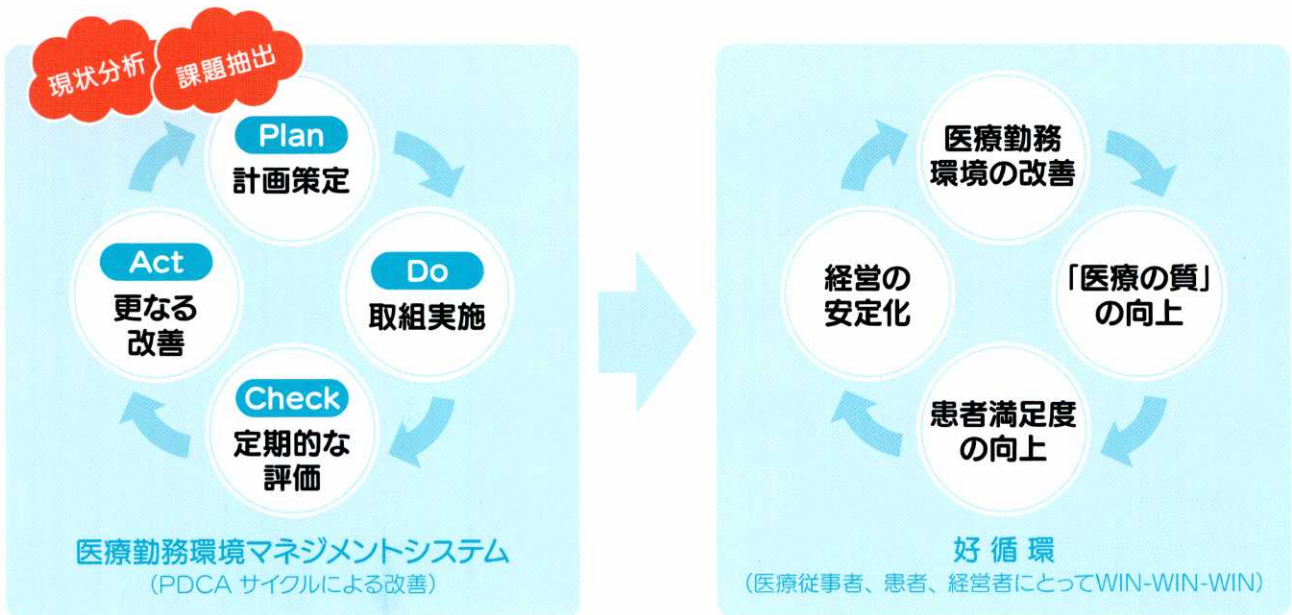 現状分析
課題抽出
Plan
計画策定
Do
取組実施
Check
定期的な
評価
Act
更なる
改善
医療勤務環境マネジメントシステム
(PDCA サイクルによる改善)
医療勤務
環境の改善
「医療の質」
の向上
患者満足度
の向上
経営の
安定化
好循環
(医療従事者、患者、経営者にとってWIN-WIN-WIN)